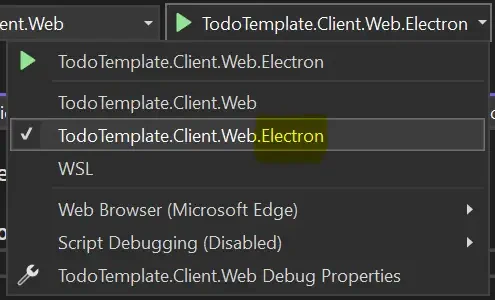 ent.Web
TodoTemplate.Client.Web.Electron
TodoTemplate.Client.Web.Electron
TodoTemplate.Client.Web
TodoTemplate.Client.Web.Electron
WSL
Web Browser (Microsoft Edge)
Script Debugging (Disabled)
TodoTemplate.Client.Web Debug Properties